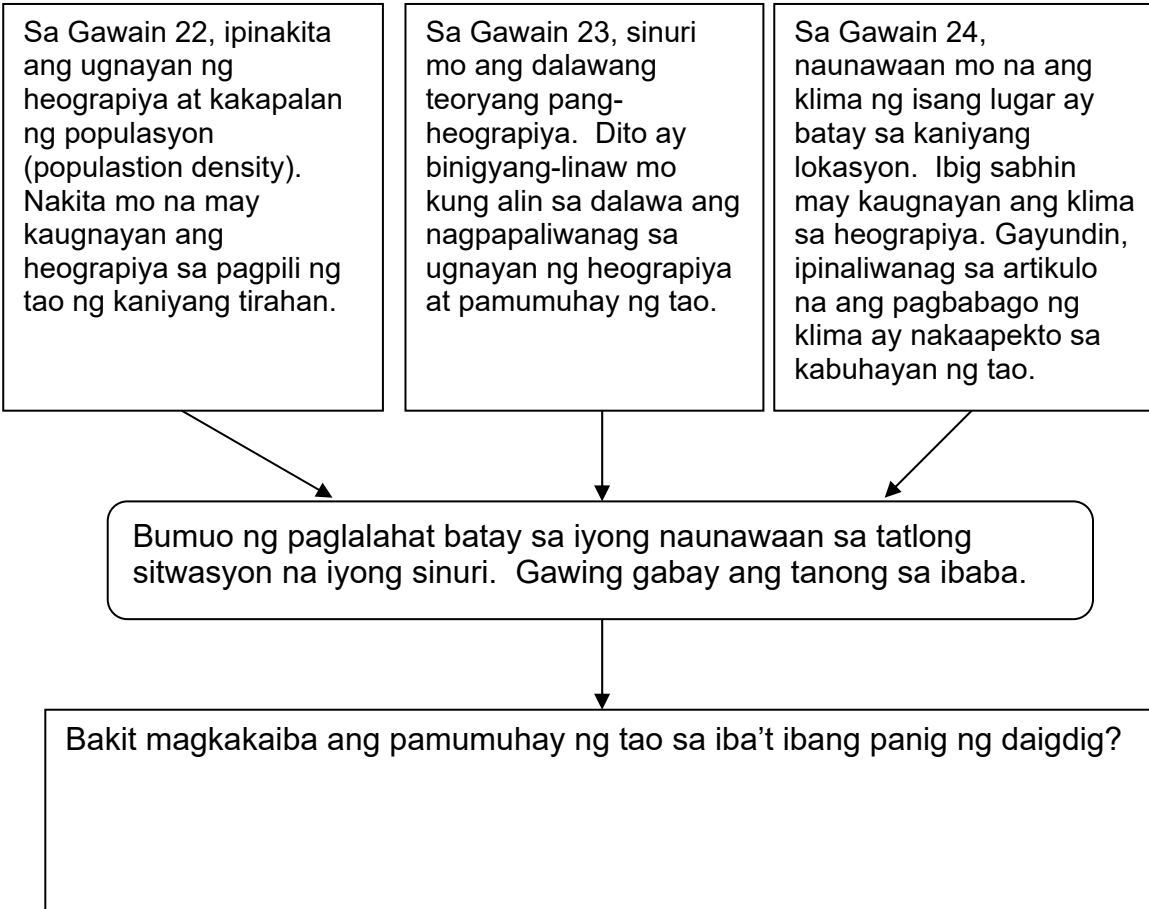 Sa Gawain 22, ipinakita
ang ugnayan ng
heograpiya at kakapalan
ng populasyon
(populastion density).
Nakita mo na may
kaugnayan ang
heograpiya sa pagpili ng
tao ng kaniyang tirahan.
Sa Gawain 23, sinuri
mo ang dalawang
teoryang pang-
heograpiya.  Dito ay
binigyang-linaw mo
kung alin sa dalawa ang
nagpapaliwanag sa
ugnayan ng heograpiya
at pamumuhay ng tao.
Sa Gawain 24,
naunawaan mo na ang
klima ng isang lugar ay
batay sa kaniyang
lokasyon.  Ibig sabhin
may kaugnayan ang klima
sa heograpiya. Gayundin,
ipinaliwanag sa artikulo
na ang pagbabago ng
klima ay nakaapekto sa
kabuhayan ng tao.
Bumuo ng paglalahat batay sa iyong naunawaan sa tatlong
sitwasyon na iyong sinuri.  Gawing gabay ang tanong sa ibaba.
Bakit magkakaiba ang pamumuhay ng tao sa iba’t ibang panig ng daigdig?